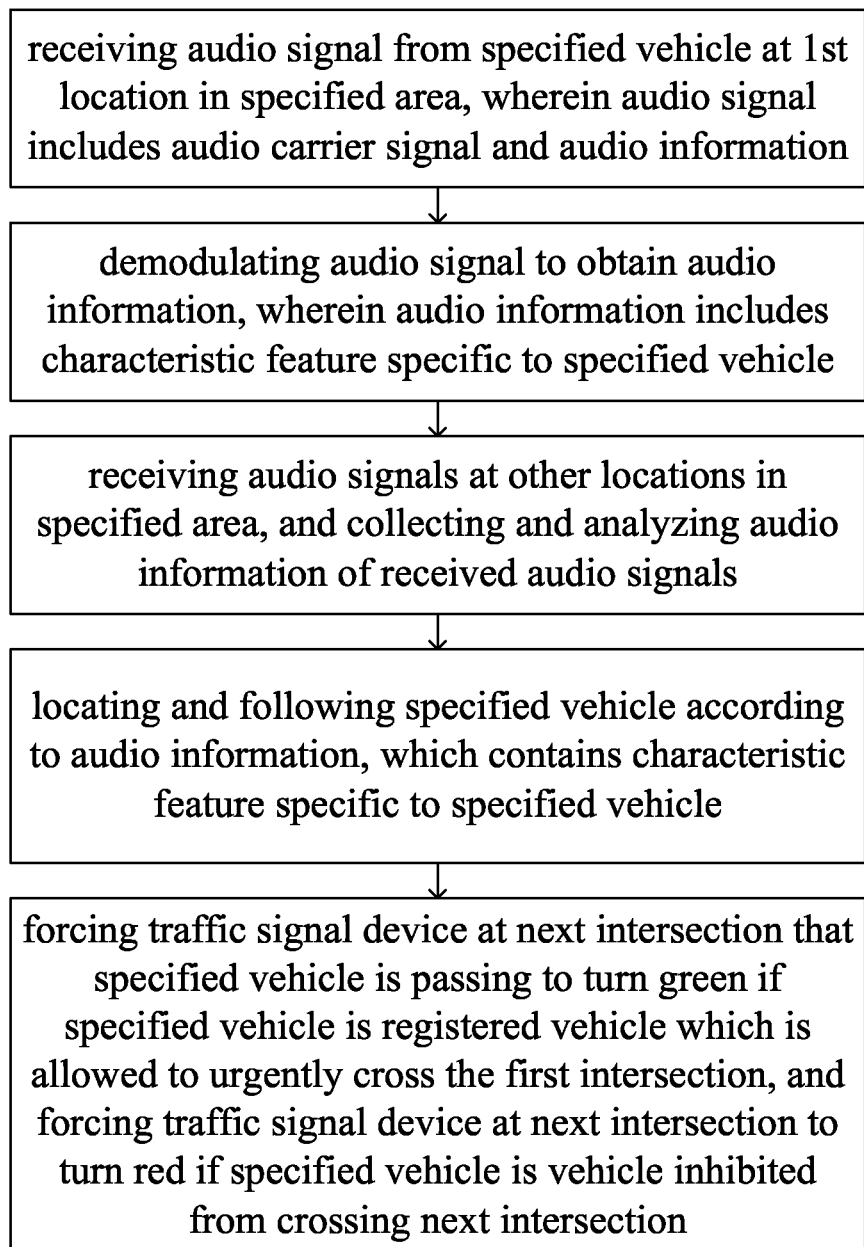 receiving audio signal from specified vehicle at 1st
location in specified area, wherein audio signal
includes audio carrier signal and audio information
demodulating audio signal to obtain audio
information, wherein audio information includes
characteristic feature specific to specified vehicle
receiving audio signals at other locations in
specified area, and collecting and analyzing audio
information of received audio signals
locating and following specified vehicle according
to audio information, which contains characteristic
feature specific to specified vehicle
forcing traffic signal device at next intersection that
specified vehicle is passing to turn green if
specified vehicle is registered vehicle which is
allowed to urgently cross the first intersection, and
forcing traffic signal device at next intersection to
turn red if specified vehicle is vehicle inhibited
from crossing next intersection